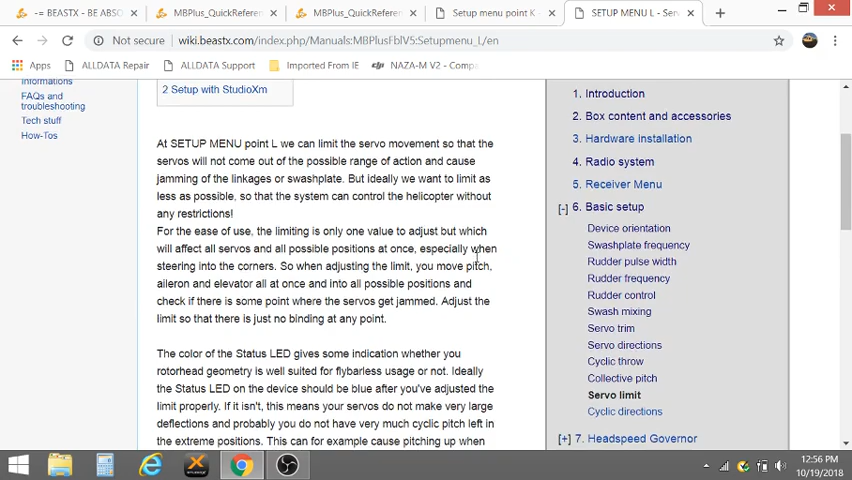 -= BEASTX - BE ABSO
MBPlus_QuickReferen
MBPlus_QuickReferen
Setup menu point K -
SETUP MENU L - Serv
Not secure | wiki.beastx.com/index.php/Manuals:MBPlusFblV5:Setupmenu_L/en
Apps
ALLDATA Repair
ALLDATA Support
Imported From IE
NAZA-M V2 - Comp
Informations
FAQs and
troubleshooting
Tech stuff
How-Tos
2 Setup with StudioXm
At SETUP MENU point L we can limit the servo movement so that the
servos will not come out of the possible range of action and cause
jamming of the linkages or swashplate. But ideally we want to limit as
less as possible, so that the system can control the helicopter without
any restrictions!
For the ease of use, the limiting is only one value to adjust but which
will affect all servos and all possible positions at once, especially when
steering into the corners. So when adjusting the limit, you move pitch,
aileron and elevator all at once and into all possible positions and
check if there is some point where the servos get jammed. Adjust the
limit so that there is just no binding at any point.
The color of the Status LED gives some indication whether you
rotorhead geometry is well suited for flybarless usage or not. Ideally
the Status LED on the device should be blue after you've adjusted the
limit properly. If it isn't, this means your servos do not make very large
deflections and probably you do not have very much cyclic pitch left in
the extreme positions. This can for example cause pitching up when
1. Introduction
2. Box content and accessories
3. Hardware installation
4. Radio system
5. Receiver Menu
[-] 6. Basic setup
Device orientation
Swashplate frequency
Rudder pulse width
Rudder frequency
Rudder control
Swash mixing
Servo trim
Servo directions
Cyclic throw
Collective pitch
Servo limit
Cyclic directions
[+] 7. Headspeed Governor
12:56 PM
10/19/2018